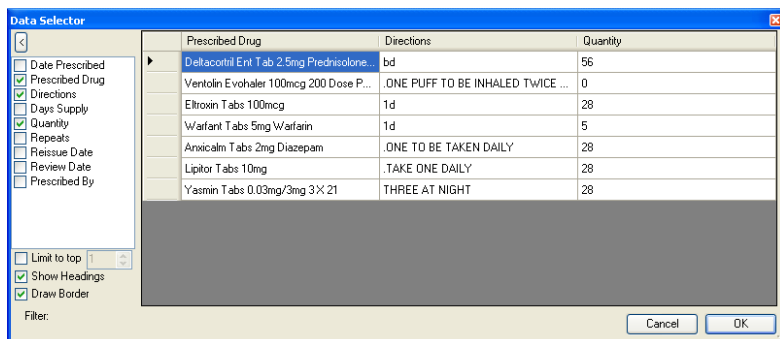 Data Selector
<
Date Prescribed
Prescribed Drug
Directions
Days Supply
Quantity
Repeats
Reissue Date
Review Date
Prescribed By
Limit to top 1
Show Headings
Draw Border
Filter:
Prescribed Drug Directions Quantity
Deltacortril Ent Tab 2.5mg Prednisolone... bd 56
Ventolin Evohaler 100mcg 200 Dose P... .ONE PUFF TO BE INHALED TWICE ... 0
Eltroxin Tabs 100mcg 1d 28
Warfant Tabs 5mg Warfarin 1d 5
Anxicalm Tabs 2mg Diazepam .ONE TO BE TAKEN DAILY 28
Lipitor Tabs 10mg .TAKE ONE DAILY 28
Yasmin Tabs 0.03mg/3mg 3 X 21 THREE AT NIGHT 28
Cancel OK